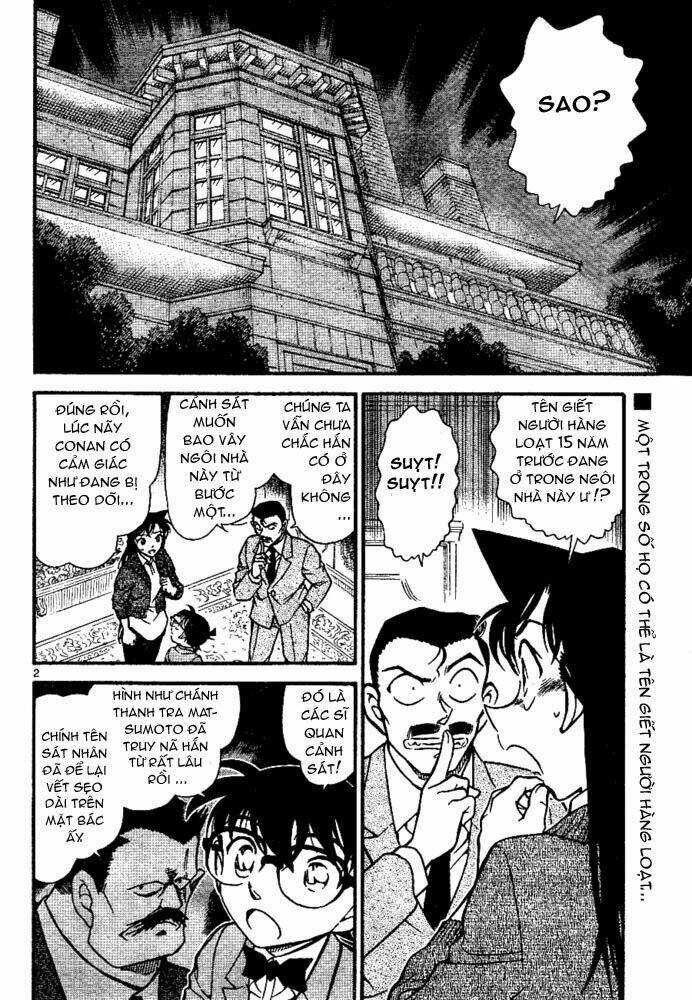 SAO?
TÊN GIẾT
NGƯỜI HÀNG
LOẠT 15 NĂM
TRƯỚC ĐANG
Ở TRONG NGÔI
NHÀ NÀY Ư!?
SUỴT!
SUỴT!!
MỘT TRONG SỐ HỌ CÓ THỂ LÀ TÊN GIẾT NGƯỜI HÀNG LOẠT...
CHÚNG TA
VẪN CHƯA
CHẮC HẮN
CÓ Ở
ĐÂY
KHÔNG
...
CẢNH SÁT
MUỐN
BAO VÂY
NGÔI NHÀ
NÀY TỪ
BƯỚC
MỘT...
ĐÚNG RỒI,
LÚC NÃY
CONAN CÓ
CẢM GIÁC
NHƯ ĐANG BỊ
THEO DÕI...
2
ĐÓ LÀ
CÁC SĨ
QUAN
CẢNH
SÁT!
HÌNH NHƯ CHÁNH
THANH TRA MAT-
SUMOTO ĐÃ
TRUY NÃ HẮN
TỪ RẤT LÂU
RỒI ...
CHÍNH TÊN
SÁT NHÂN
ĐÃ ĐỂ LẠI
VẾT SẸO
DÀI TRÊN
MẶT BÁC
ẤY.